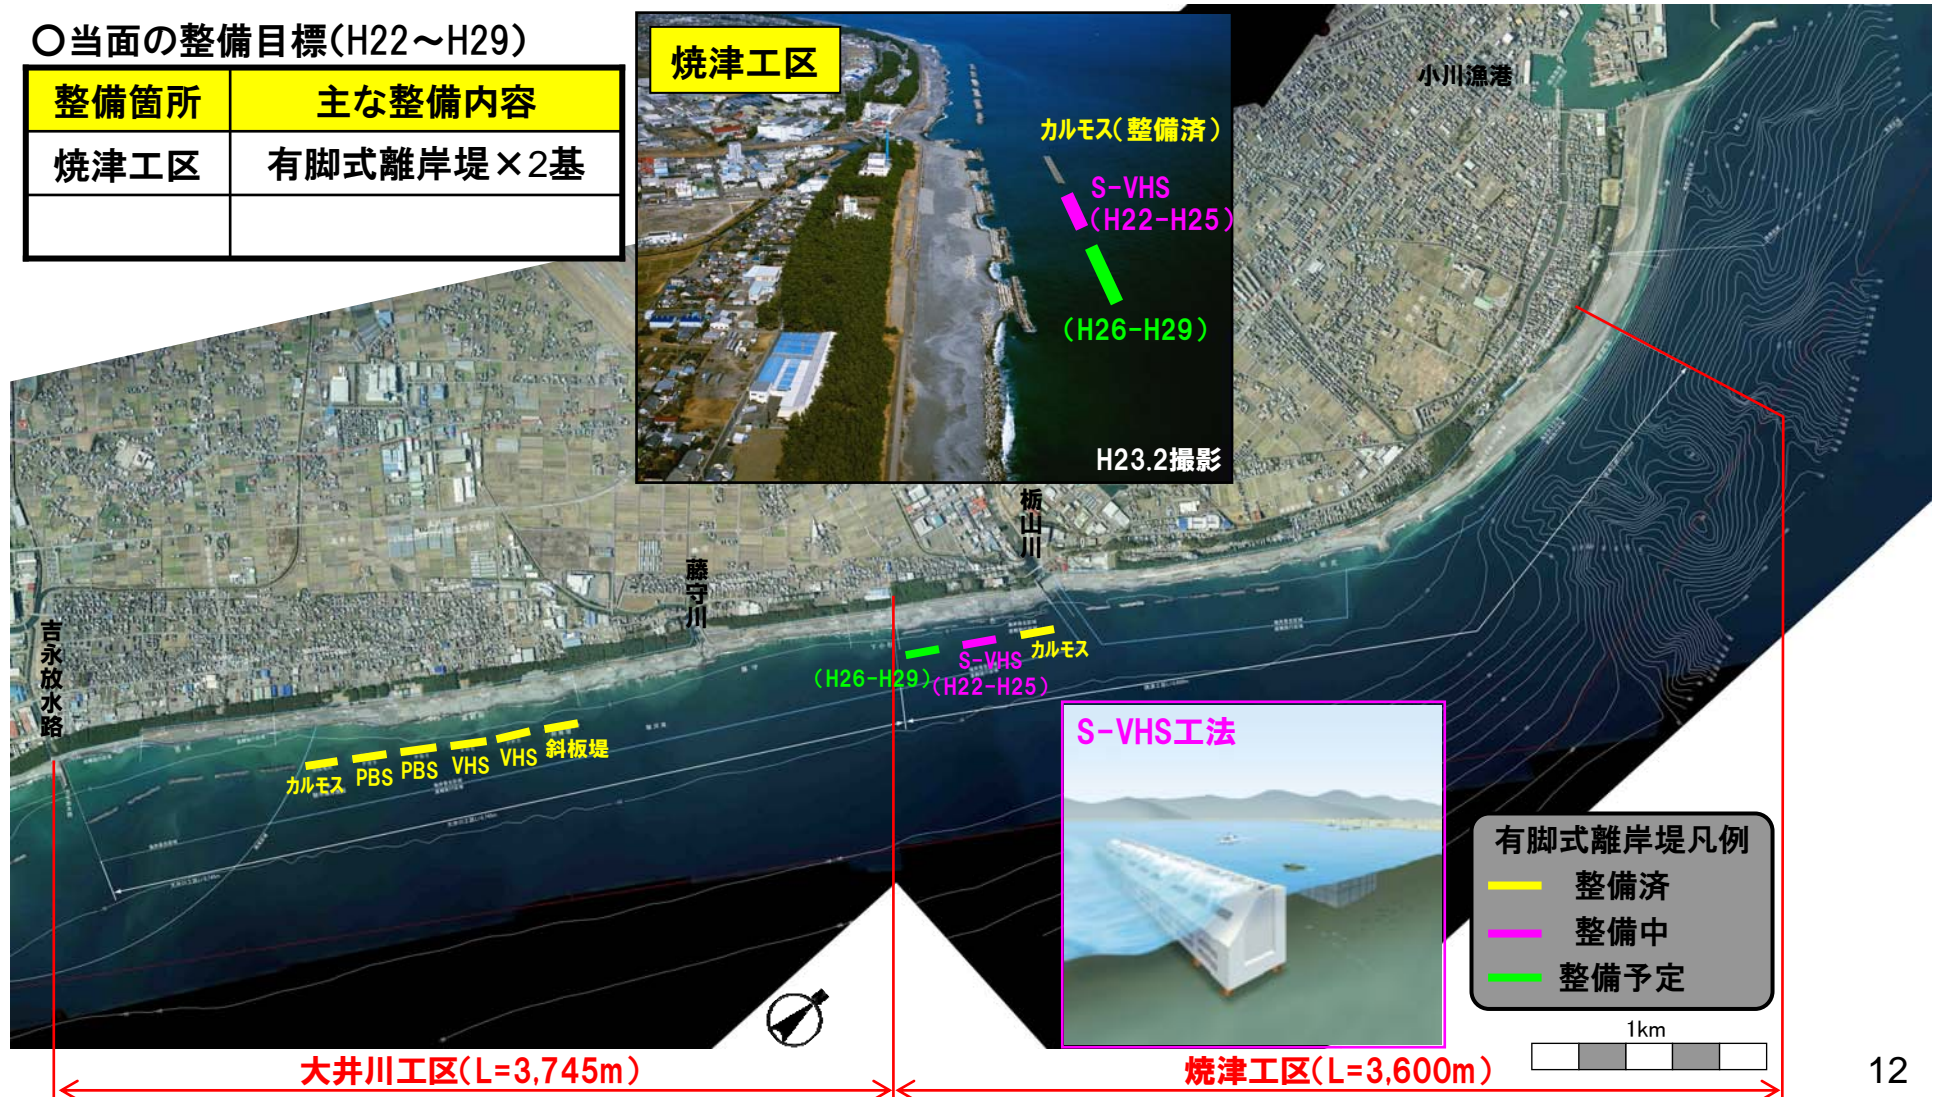 ○当面の整備目標(H22～H29)
整備箇所 主な整備内容
焼津工区 有脚式離岸堤×2基
焼津工区
カルモス(整備済)
S-VHS
(H22-H25)
(H26-H29)
H23.2撮影
小川漁港
栃山川
藤守川
吉永放水路
カルモス
PBS
PBS
VHS
VHS
斜板堤
(H26-H29)
S-VHS
(H22-H25)
カルモス
S-VHS工法
有脚式離岸堤凡例
整備済
整備中
整備予定
1km
大井川工区(L=3,745m)
焼津工区(L=3,600m)
12